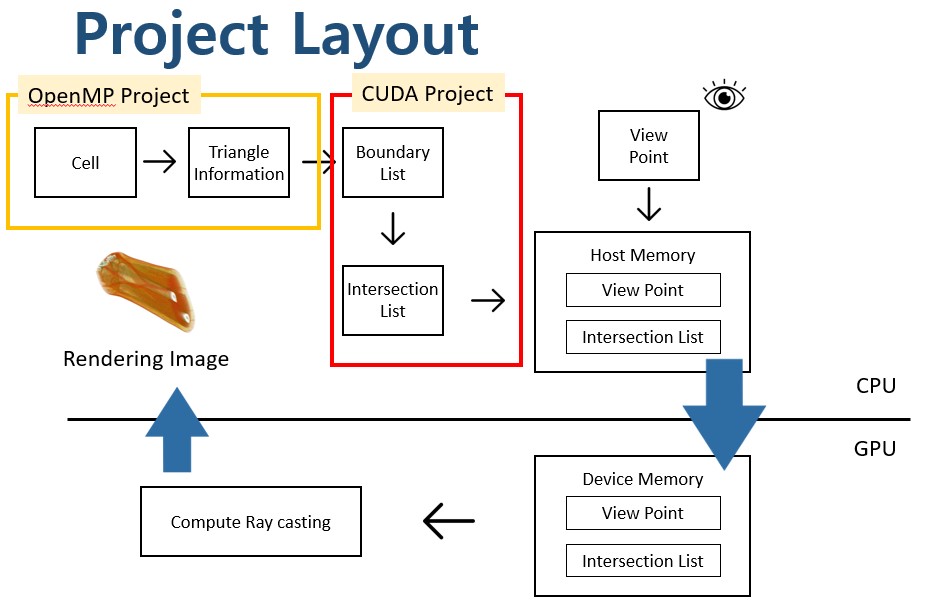 Project Layout
OpenMP Project
CUDA Project
Cell
Triangle
Information
Boundary
List
View
Point
Intersection
List
Host Memory
View Point
Intersection List
Rendering Image
CPU
GPU
Compute Ray casting
Device Memory
View Point
Intersection List